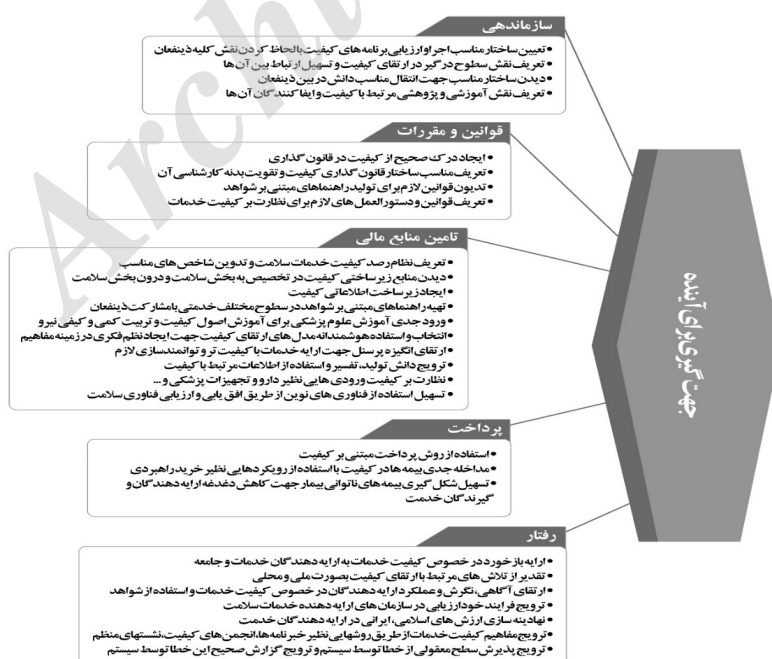 سازماندهی
•تعیین ساختار مناسب اجرا و ارزیابی برنامه های کیفیت با لحاظ کردن نقش کلیه ذینفعان
•تعریف نقش سطوح درگیر در ارتقای کیفیت و تسهیل ارتباط بین آن ها
•دیدن ساختار مناسب جهت انتقال مناسب دانش در بین ذینفعان
•تعریف نقش آموزشی و پژوهشی مرتبط با کیفیت و ایفا کنندگان آن ها
قوانین و مقررات
•ایجاد درک صحیح از کیفیت در قانون گذاری
•تعریف مناسب ساختار قانون گذاری کیفیت و تقویت بدنه کارشناسی آن
•تدیون قوانین لازم برای تولید راهنماهای مبتنی بر شواهد
•تعریف قوانین و دستورالعمل های لازم برای نظارت بر کیفیت خدمات
تامین منابع مالی
•تعریف نظام رصد کیفیت خدمات سلامت و تدوین شاخص های مناسب
•دیدن منابع زیرساختی کیفیت در تخصیص به بخش سلامت و درون بخش سلامت
•ایجاد زیرساخت اطلاعاتی کیفیت
•تهیه راهنماهای مبتنی بر شواهد در سطوح مختلف خدمتی با مشارکت ذینفعان
•ورود جدی آموزش علوم پزشکی برای آموزش اصول کیفیت و تربیت کمی و کیفی نیرو
•انتخاب و استفاده هوشمندانه مدل های ارتقای کیفیت جهت ایجاد نظم فکری در زمینه مفاهیم
•ارتقای انگیزه پرسنل جهت ارایه خدمات با کیفیت تر و توانمندسازی لازم
•ترویج دانش تولید، تفسیر و استفاده از اطلاعات مرتبط با کیفیت
•نظارت بر کیفیت ورودی هایی نظیر دارو و تجهیزات پزشکی و ...
•تسهیل استفاده از فناوری های نوین از طریق افق یابی و ارزیابی فناوری سلامت
پرداخت
•استفاده از روش پرداخت مبتنی بر کیفیت
•مداخله جدی بیمه ها در کیفیت با استفاده از رویکردهایی نظیر خرید راهبردی
•تسهیل شکل گیری بیمه های ناتوانی بیمار جهت کاهش دغدغه ارایه دهندگان و
گیرندگان خدمت
رفتار
•ارایه بازخورد در خصوص کیفیت خدمات به ارایه دهندگان خدمات و جامعه
•تقدیر از تلاش های مرتبط با ارتقای کیفیت بصورت ملی و محلی
•ارتقای آگاهی، نگرش و عملکرد ارایه دهندگان در خصوص کیفیت خدمات و استفاده از شواهد
•ترویج فرایند خودارزیابی در سازمان های ارایه دهنده خدمات سلامت
•نهادینه سازی ارزش های اسلامی، ایرانی در ارایه دهندگان خدمت
•ترویج مفاهیم کیفیت خدمات از طریق روشهایی نظیر خبرنامه ها، انجمن های کیفیت، نشستهای منظم
•ترویج پذیرش سطح معقولی از خطا توسط سیستم و ترویج گزارش صحیح این خطا توسط سیستم
جهت گیری برای آینده
Archi